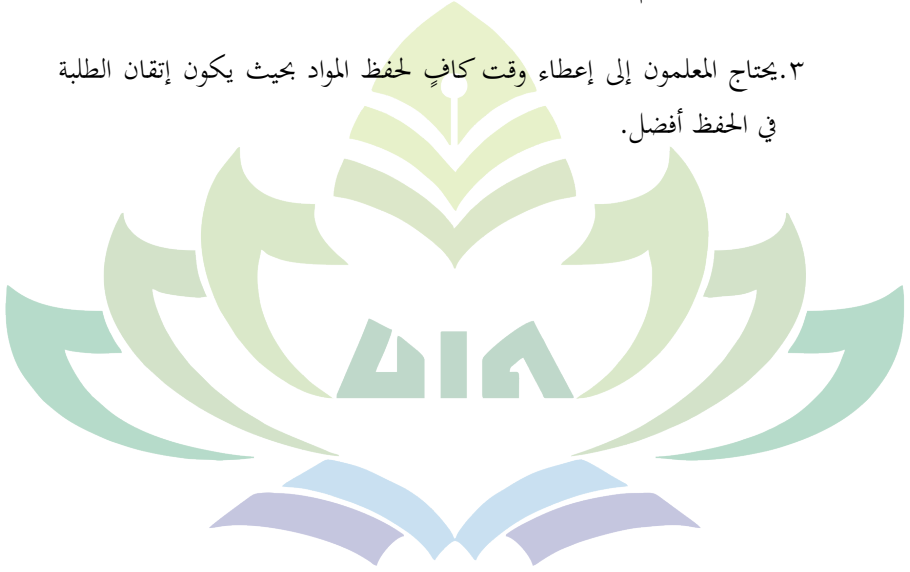 ٣.يحتاج المعلمون إلى إعطاء وقت كافٍ لحفظ المواد بحيث يكون إتقان الطلبة
في الحفظ أفضل.